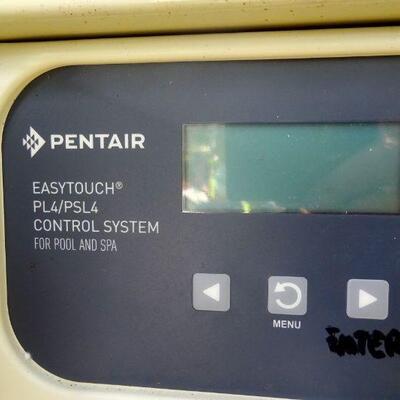 PENTAIR
EASYTOUCH®
PL4/PSL4
CONTROL SYSTEM
FOR POOL AND SPA
MENU